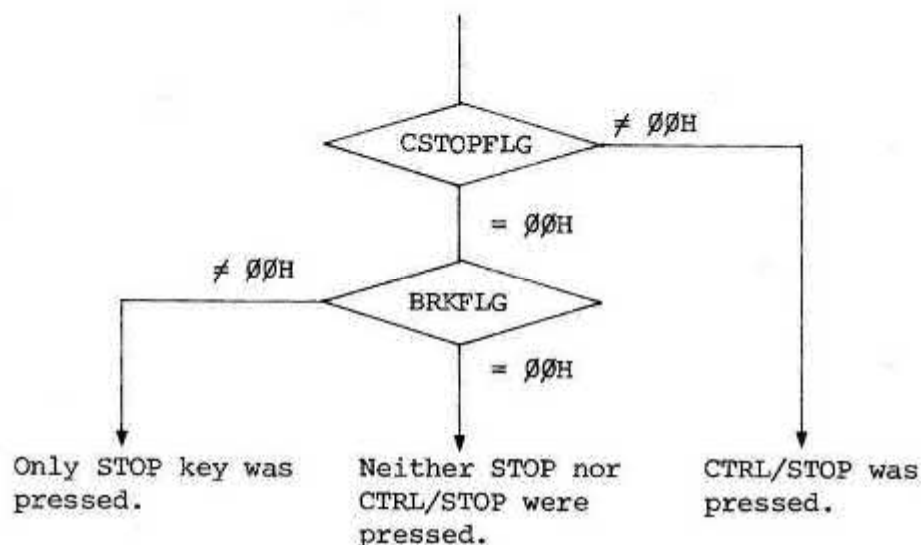 CSTOPFLG
≠ ØØH
= ØØH
≠ ØØH
BRKFLG
= ØØH
Only STOP key was
pressed.
Neither STOP nor
CTRL/STOP were
pressed.
CTRL/STOP was
pressed.